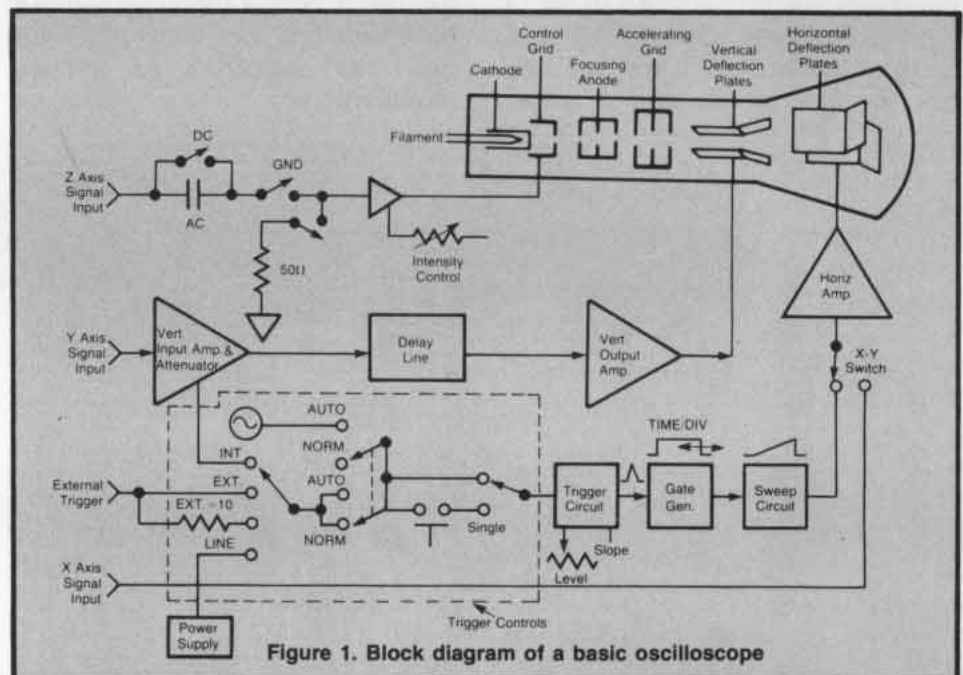 Control
Grid
Accelerating
Grid
Horizontal
Deflection
Plates
Vertical
Deflection
Plates
Focusing
Anode
Cathode
Filament
DC
GND
Z Axis
Signal
Input
AC
50Ω
Intensity
Control
Horiz
Amp.
Y Axis
Signal
Input
Vert.
Input Amp. &
Attenuator
Delay
Line
Vert.
Output
Amp.
X-Y
Switch
AUTO
TIME/DIV
NORM.
INT
AUTO
External
Trigger
EXT.
EXT. ÷10
NORM
Single
Trigger
Circuit
Gate
Gen.
Sweep
Circuit
LINE
Slope
Level
X Axis
Signal
Input
Trigger Controls
Power
Supply
Figure 1. Block diagram of a basic oscilloscope